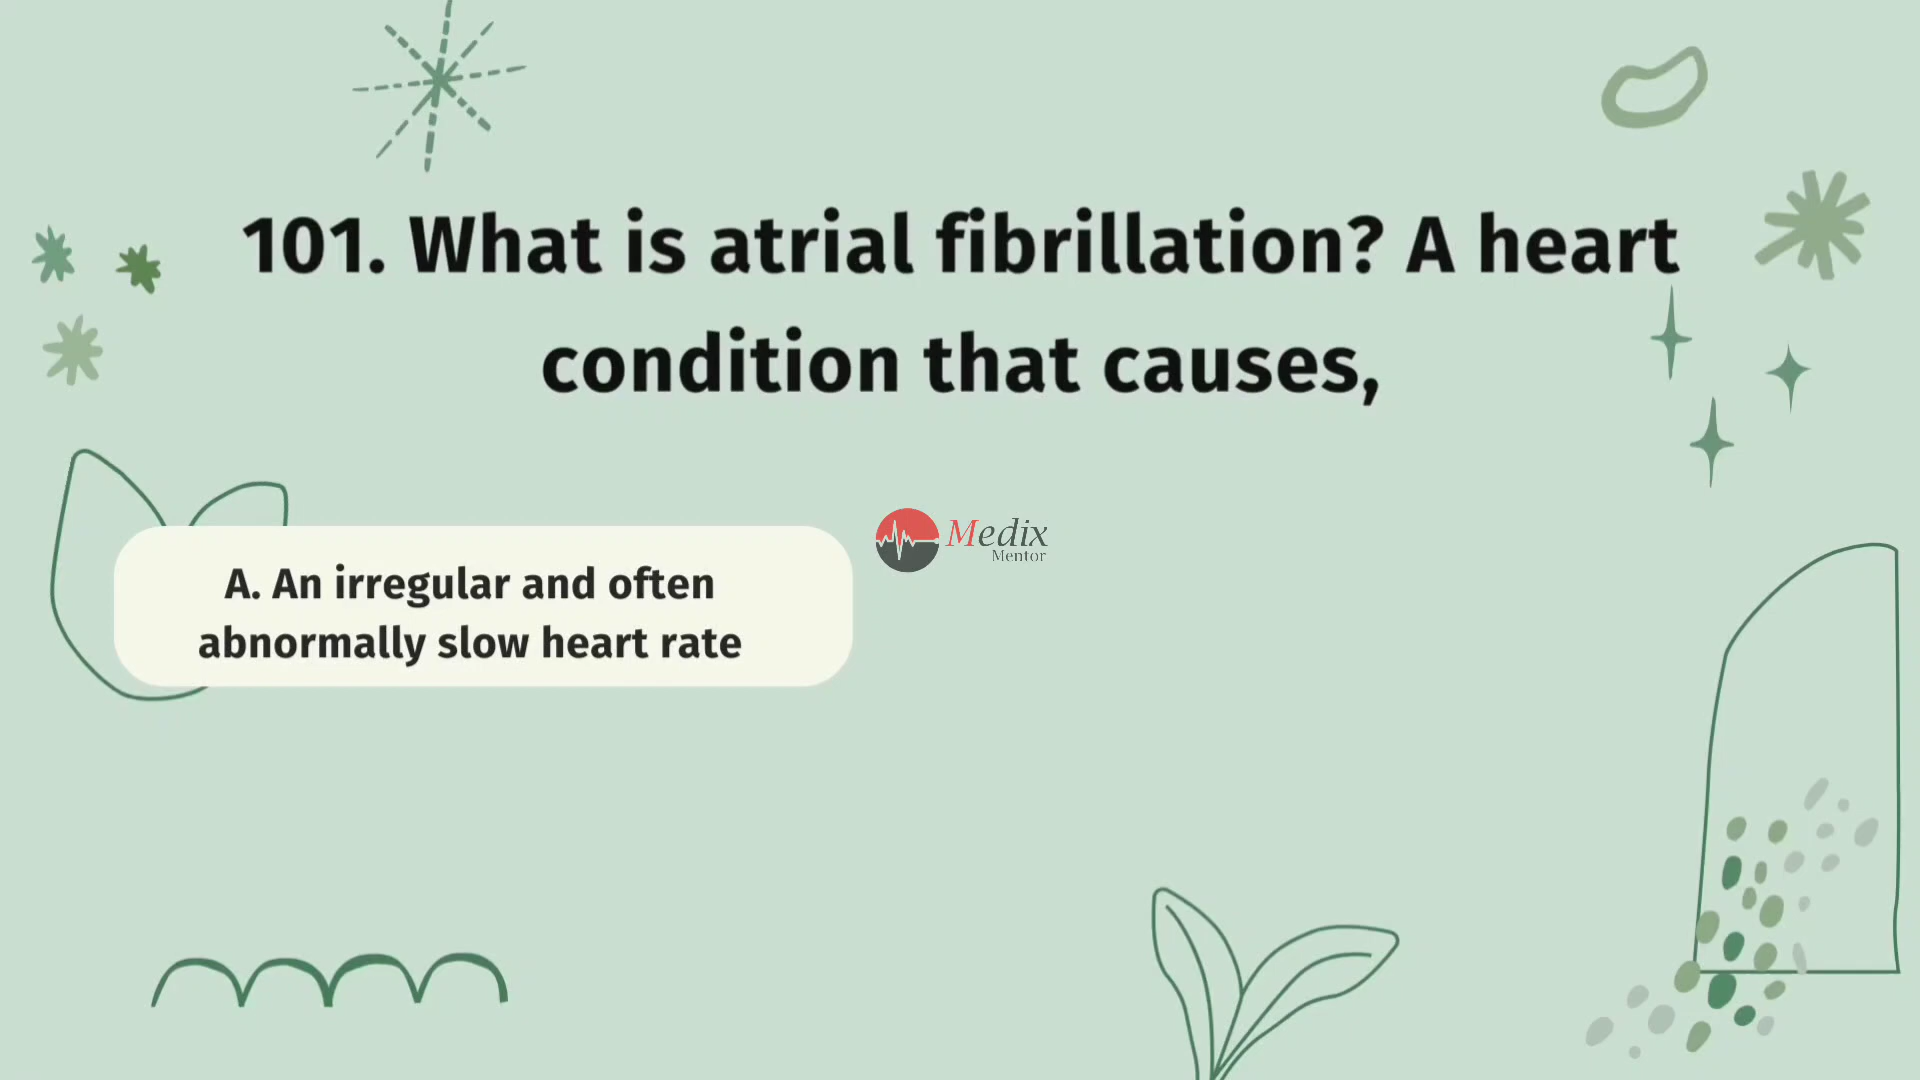 101. What is atrial fibrillation? A heart
condition that causes,
Medix
Mentor
A. An irregular and often
abnormally slow heart rate